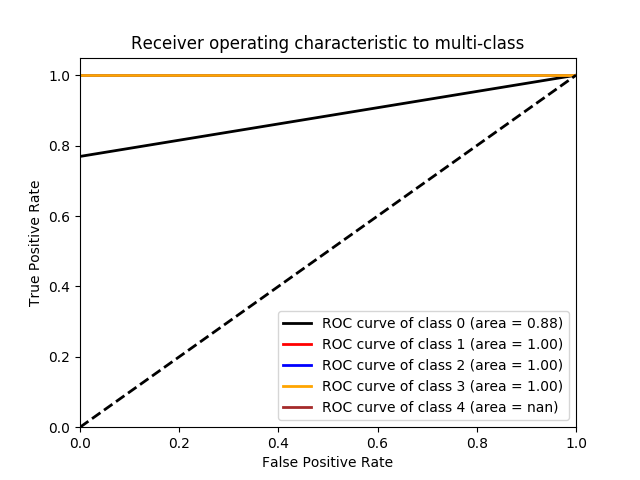 Receiver operating characteristic to multi-class
1.0
0.8
0.6
0.4
0.2
0.0
True Positive Rate
ROC curve of class 0 (area = 0.88)
ROC curve of class 1 (area = 1.00)
ROC curve of class 2 (area = 1.00)
ROC curve of class 3 (area = 1.00)
ROC curve of class 4 (area = nan)
0.0 0.2 0.4 0.6 0.8 1.0
False Positive Rate